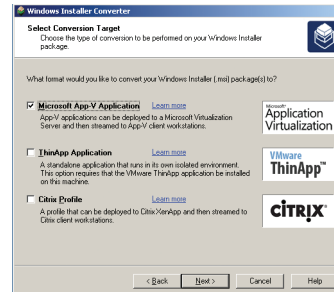 Windows Installer Converter
Select Conversion Target
Choose the type of conversion to be performed on your Windows Installer
package.
What format would you like to convert your Windows Installer (.msi) package(s) to?
Microsoft App-V Application Learn more
App-V applications can be deployed to a Microsoft Virtualization
Server and then streamed to App-V client workstations.
Microsoft
Application
Virtualization
ThinApp Application Learn more
A standalone application that runs in its own isolated environment.
This option requires that the VMware ThinApp application be installed
on this machine.
VMware
ThinApp™
Citrix Profile Learn more
A profile that can be deployed to Citrix XenApp and then streamed to
Citrix client workstations.
CİTRIX
< Back Next > Cancel Help